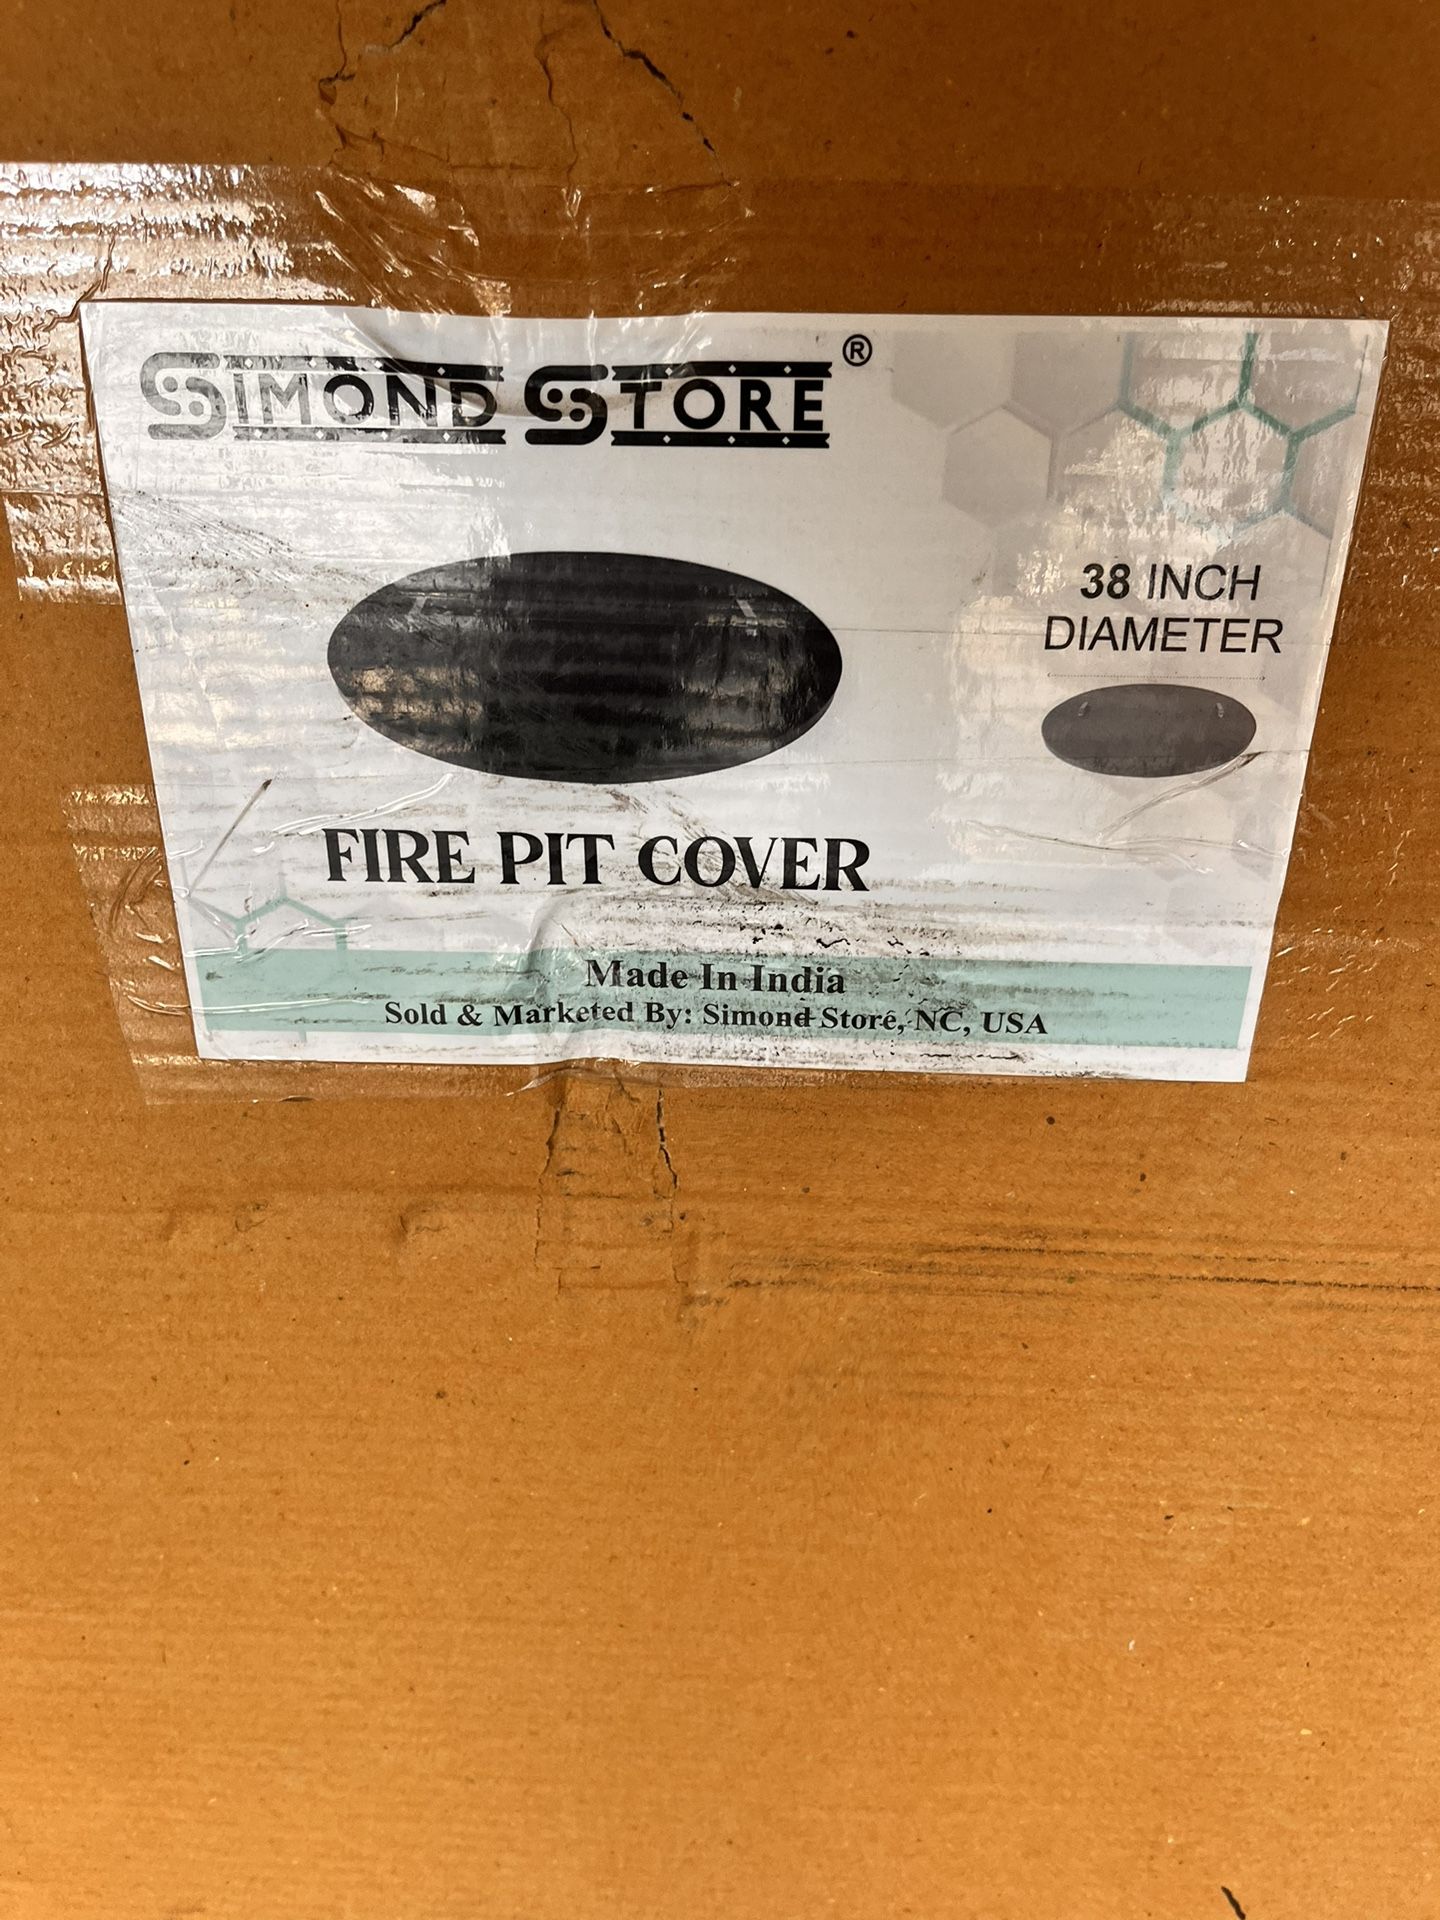 SIMOND STORE®
38 INCH
DIAMETER
FIRE PIT COVER
Made In India
Sold & Marketed By: Simond Store, NC, USA